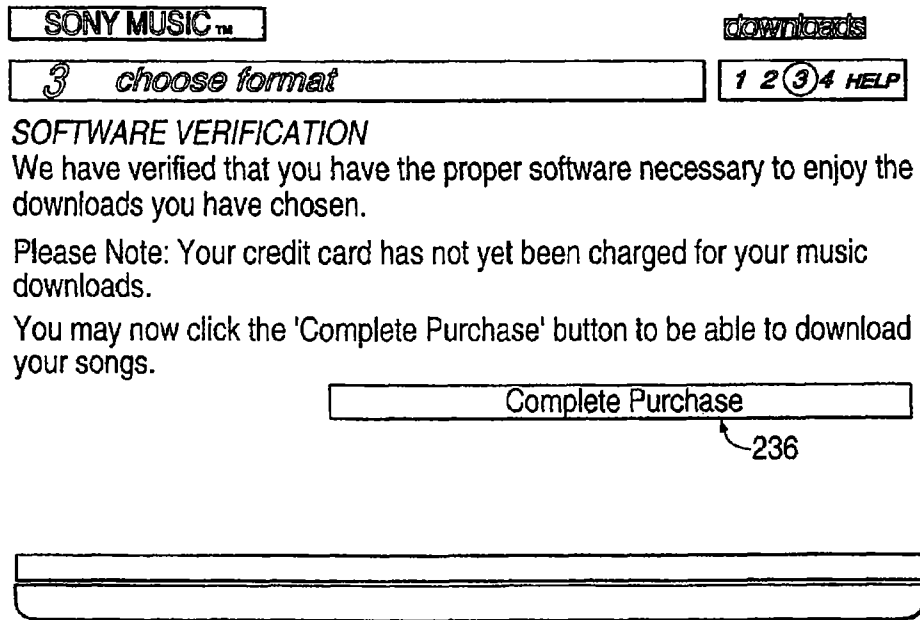 SONY MUSIC TM
downloads
3 choose format
1 2 3 4 HELP
SOFTWARE VERIFICATION
We have verified that you have the proper software necessary to enjoy the
downloads you have chosen.
Please Note: Your credit card has not yet been charged for your music
downloads.
You may now click the 'Complete Purchase' button to be able to download
your songs.
Complete Purchase
236